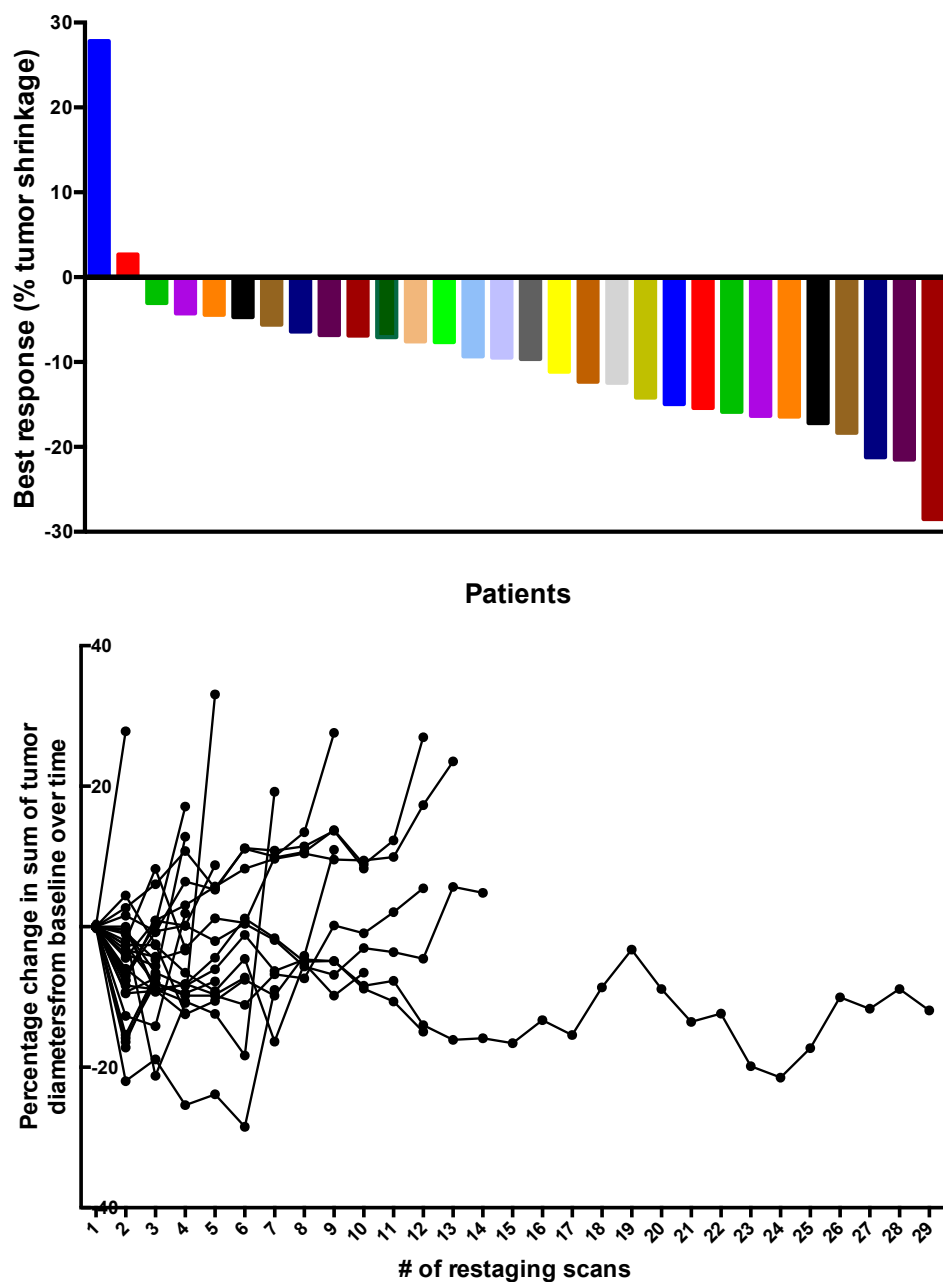 Best response (% tumor shrinkage)
30
20
10
0
-10
-20
-30
Patients
Percentage change in sum of tumor
diametersfrom baseline over time
40
20
0
-20
-40
1 2 3 4 5 6 7 8 9 10 11 12 13 14 15 16 17 18 19 20 21 22 23 24 25 26 27 28 29
# of restaging scans